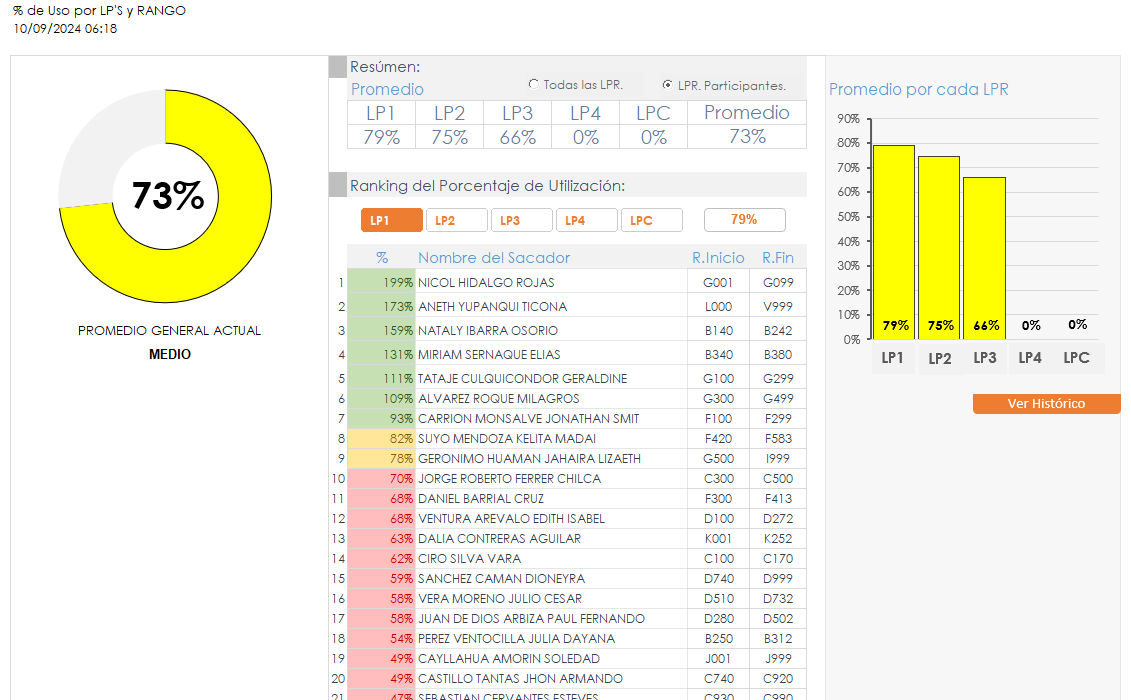 % de Uso por LP'S y RANGO
10/09/2024 06:18
73%
PROMEDIO GENERAL ACTUAL
MEDIO
Resúmen:
Promedio
Todas las LPR. LPR. Participantes.
LP1 LP2 LP3 LP4 LPC Promedio
79% 75% 66% 0% 0% 73%
Ranking del Porcentaje de Utilización:
LP1 LP2 LP3 LP4 LPC 79%
% Nombre del Sacador R.Inicio R.Fin
1 199% NICOL HIDALGO ROJAS G001 G099
2 173% ANETH YUPANQUI TICONA L000 V999
3 159% NATALY IBARRA OSORIO B140 B242
4 131% MIRIAM SERNAQUE ELIAS B340 B380
5 111% TATAJE CULQUICONDOR GERALDINE G100 G299
6 109% ALVAREZ ROQUE MILAGROS G300 G499
7 93% CARRION MONSALVE JONATHAN SMIT F100 F299
8 82% SUYO MENDOZA KELITA MADAI F420 F583
9 78% GERONIMO HUAMAN JAHAIRA LIZAETH G500 I999
10 70% JORGE ROBERTO FERRER CHILCA C300 C500
11 68% DANIEL BARRIAL CRUZ F300 F413
12 68% VENTURA AREVALO EDITH ISABEL D100 D272
13 63% DALIA CONTRERAS AGUILAR K001 K252
14 62% CIRO SILVA VARA C100 C170
15 59% SANCHEZ CAMAN DIONEYRA D740 D999
16 58% VERA MORENO JULIO CESAR D510 D732
17 58% JUAN DE DIOS ARBIZA PAUL FERNANDO D280 D502
18 54% PEREZ VENTOCILLA JULIA DAYANA B250 B312
19 49% CAYLLAHUA AMORIN SOLEDAD J001 J999
20 49% CASTILLO TANTAS JHON ARMANDO C740 C920
21 47% SEBASTIAN CERVANTES ESTEVES C930 C990
Promedio por cada LPR
90%
80%
70%
60%
50%
40%
30%
20%
10%
0%
79% 75% 66% 0% 0%
LP1 LP2 LP3 LP4 LPC
Ver Histórico